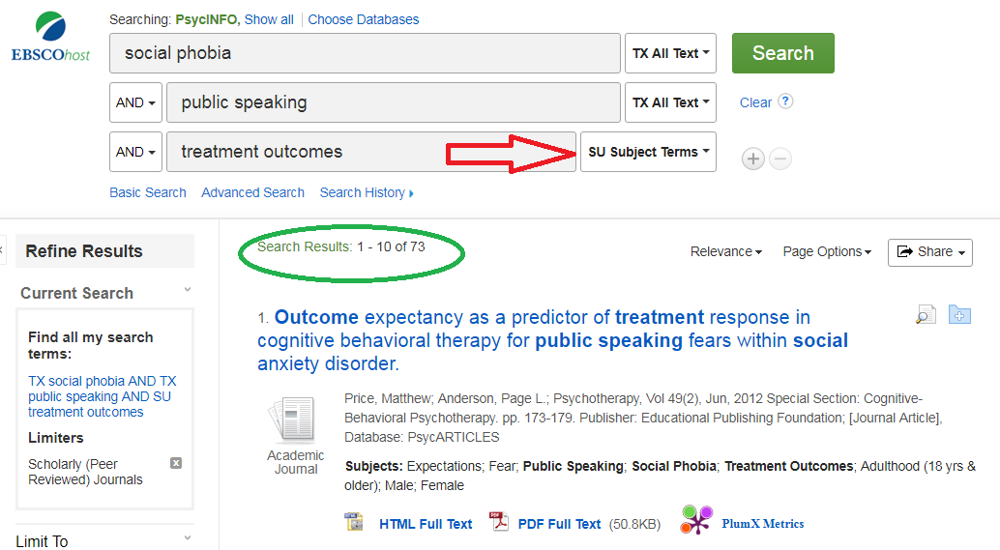 Searching: PsycINFO, Show all | Choose Databases
EBSCOhost
social phobia TX All Text Search
AND public speaking TX All Text Clear ?
AND treatment outcomes SU Subject Terms
Basic Search Advanced Search Search History
Refine Results
Current Search
Find all my search
terms:
TX social phobia AND TX
public speaking AND SU
treatment outcomes
Limiters
Scholarly (Peer
Reviewed) Journals
Limit To
Search Results: 1 - 10 of 73
Relevance Page Options Share
1. Outcome expectancy as a predictor of treatment response in
cognitive behavioral therapy for public speaking fears within social
anxiety disorder.
Academic
Journal
Price, Matthew; Anderson, Page L.; Psychotherapy, Vol 49(2), Jun, 2012 Special Section: Cognitive-
Behavioral Psychotherapy. pp. 173-179. Publisher: Educational Publishing Foundation; [Journal Article],
Database: PsycARTICLES
Subjects: Expectations; Fear; Public Speaking; Social Phobia; Treatment Outcomes; Adulthood (18 yrs &
older); Male; Female
HTML Full Text PDF PDF Full Text (50.8KB) PlumX Metrics